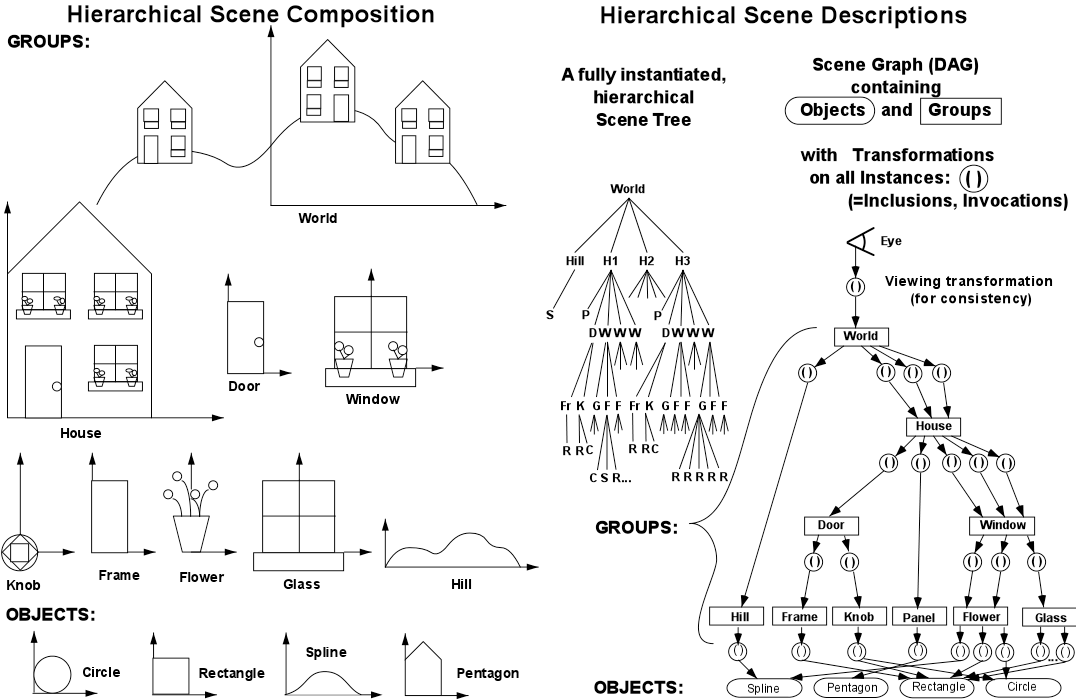 Hierarchical Scene Composition
GROUPS:
World
House
Door
Window
Knob
Frame
Flower
Glass
Hill
OBJECTS:
Circle
Rectangle
Spline
Pentagon
Hierarchical Scene Descriptions
A fully instantiated,
hierarchical
Scene Tree
World
Hill H1 H2 H3
S P P
D W W W D W W W
Fr K G F F Fr K G F F G F F
R R C R R C
C S R... R R R R R
Scene Graph (DAG)
containing
Objects and Groups
with Transformations
on all Instances: ( )
(=Inclusions, Invocations)
Eye
( )
Viewing transformation
(for consistency)
World
( ) ( ) ( ) ( )
House
( ) ( ) ( ) ( ) ( )
GROUPS:
Door Window
( ) ( ) ( ) ( ) ( )
Hill Frame Knob Panel Flower Glass
( ) ( ) ( ) ( ) ( ) ( ) ( ) ( ) ... ( )
OBJECTS:
Spline Pentagon Rectangle Circle